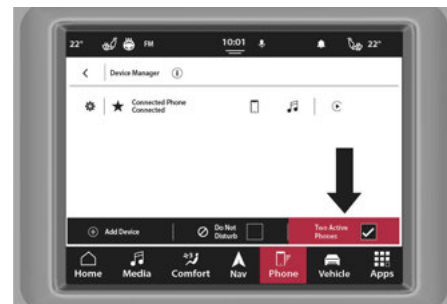 22° FM 10:01 22°
Device Manager
Connected Phone
Connected
Add Device
Do Not
Disturb
Two Active
Phones
Home Media Comfort Nav Phone Vehicle Apps